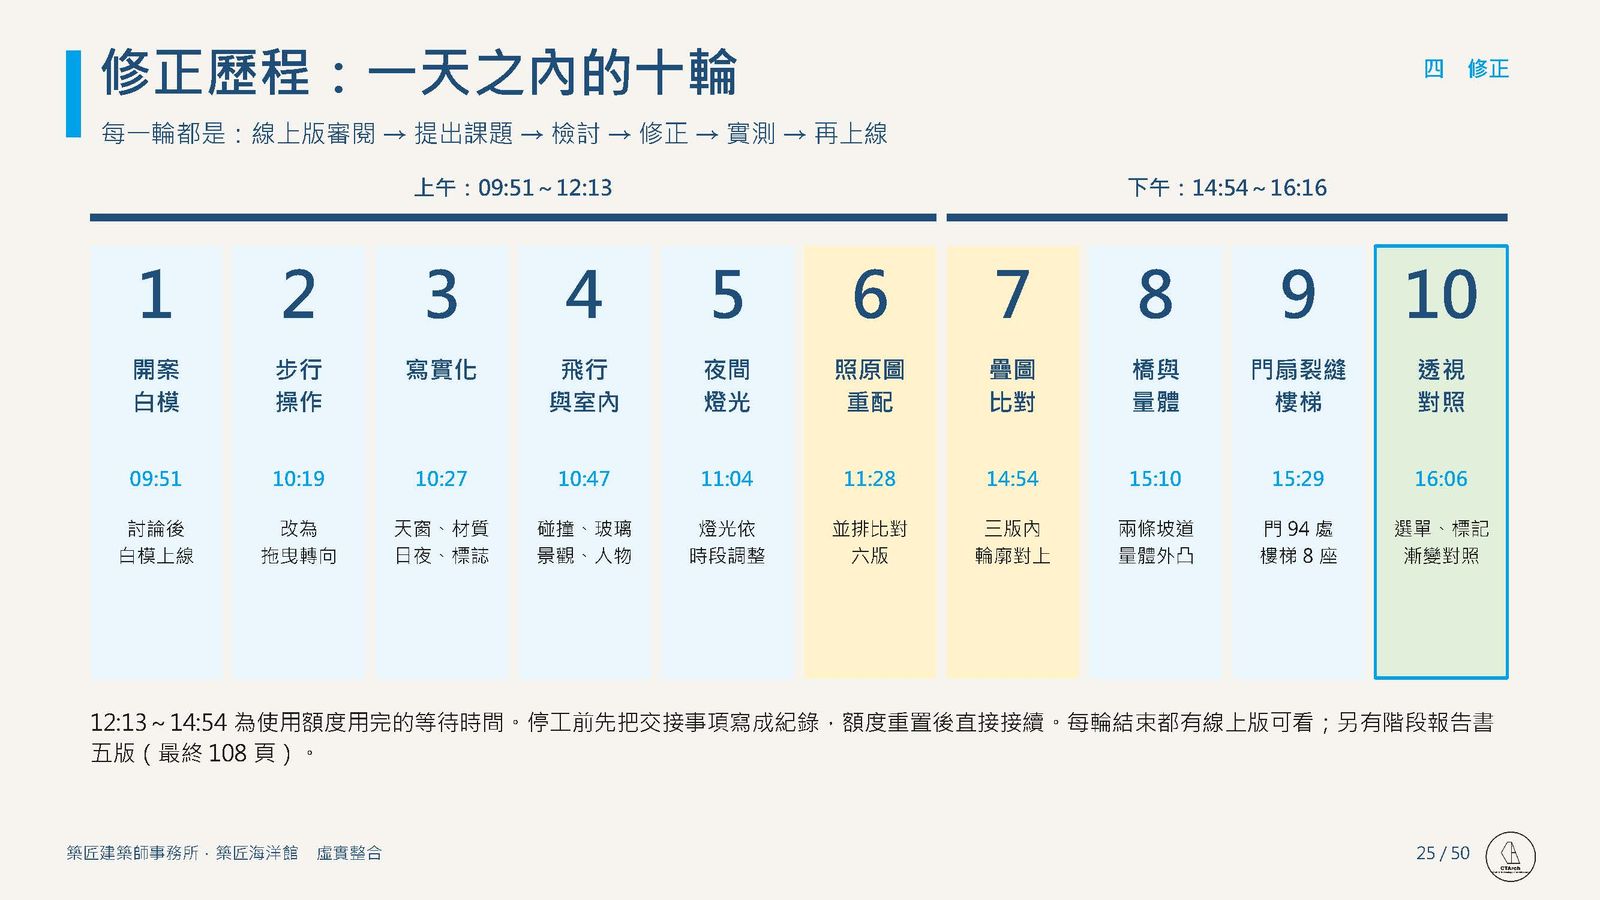 修正歷程：一天之內的十輪
四　修正
每一輪都是：線上版審閱 → 提出課題 → 檢討 → 修正 → 實測 → 再上線
上午：09:51～12:13
下午：14:54～16:16
1
開案
白模
09:51
討論後
白模上線
2
步行
操作
10:19
改為
拖曳轉向
3
寫實化
10:27
天窗、材質
日夜、標誌
4
飛行
與室內
10:47
碰撞、玻璃
景觀、人物
5
夜間
燈光
11:04
燈光依
時段調整
6
照原圖
重配
11:28
並排比對
六版
7
疊圖
比對
14:54
三版內
輪廓對上
8
橋與
量體
15:10
兩條坡道
量體外凸
9
門扇裂縫
樓梯
15:29
門 94 處
樓梯 8 座
10
透視
對照
16:06
選單、標記
漸變對照
12:13～14:54 為使用額度用完的等待時間。停工前先把交接事項寫成紀錄，額度重置後直接接續。每輪結束都有線上版可看；另有階段報告書
五版（最終 108 頁）。
築匠建築師事務所．築匠海洋館　虛實整合
25 / 50
CTArch